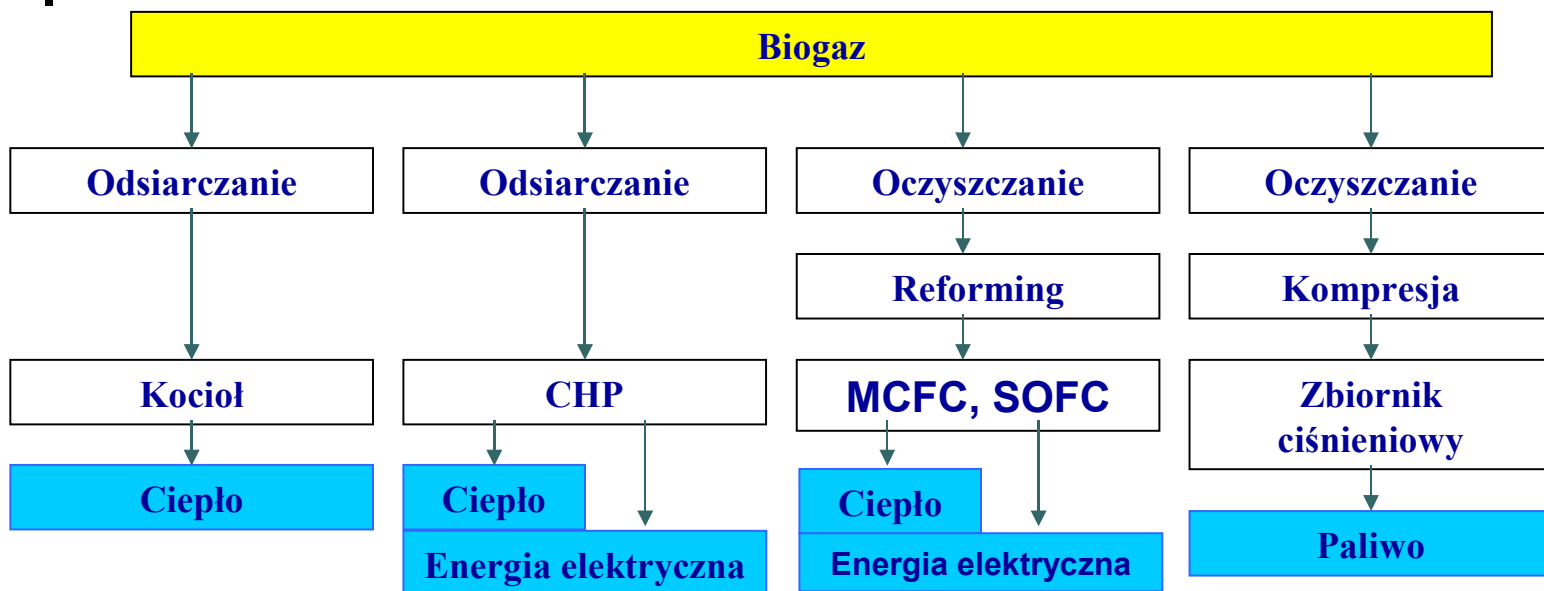 Biogaz
Odsiarczanie
Odsiarczanie
Oczyszczanie
Oczyszczanie
Reforming
Kompresja
Kocioł
CHP
MCFC, SOFC
Zbiornik
ciśnieniowy
Ciepło
Ciepło
Energia elektryczna
Ciepło
Energia elektryczna
Paliwo